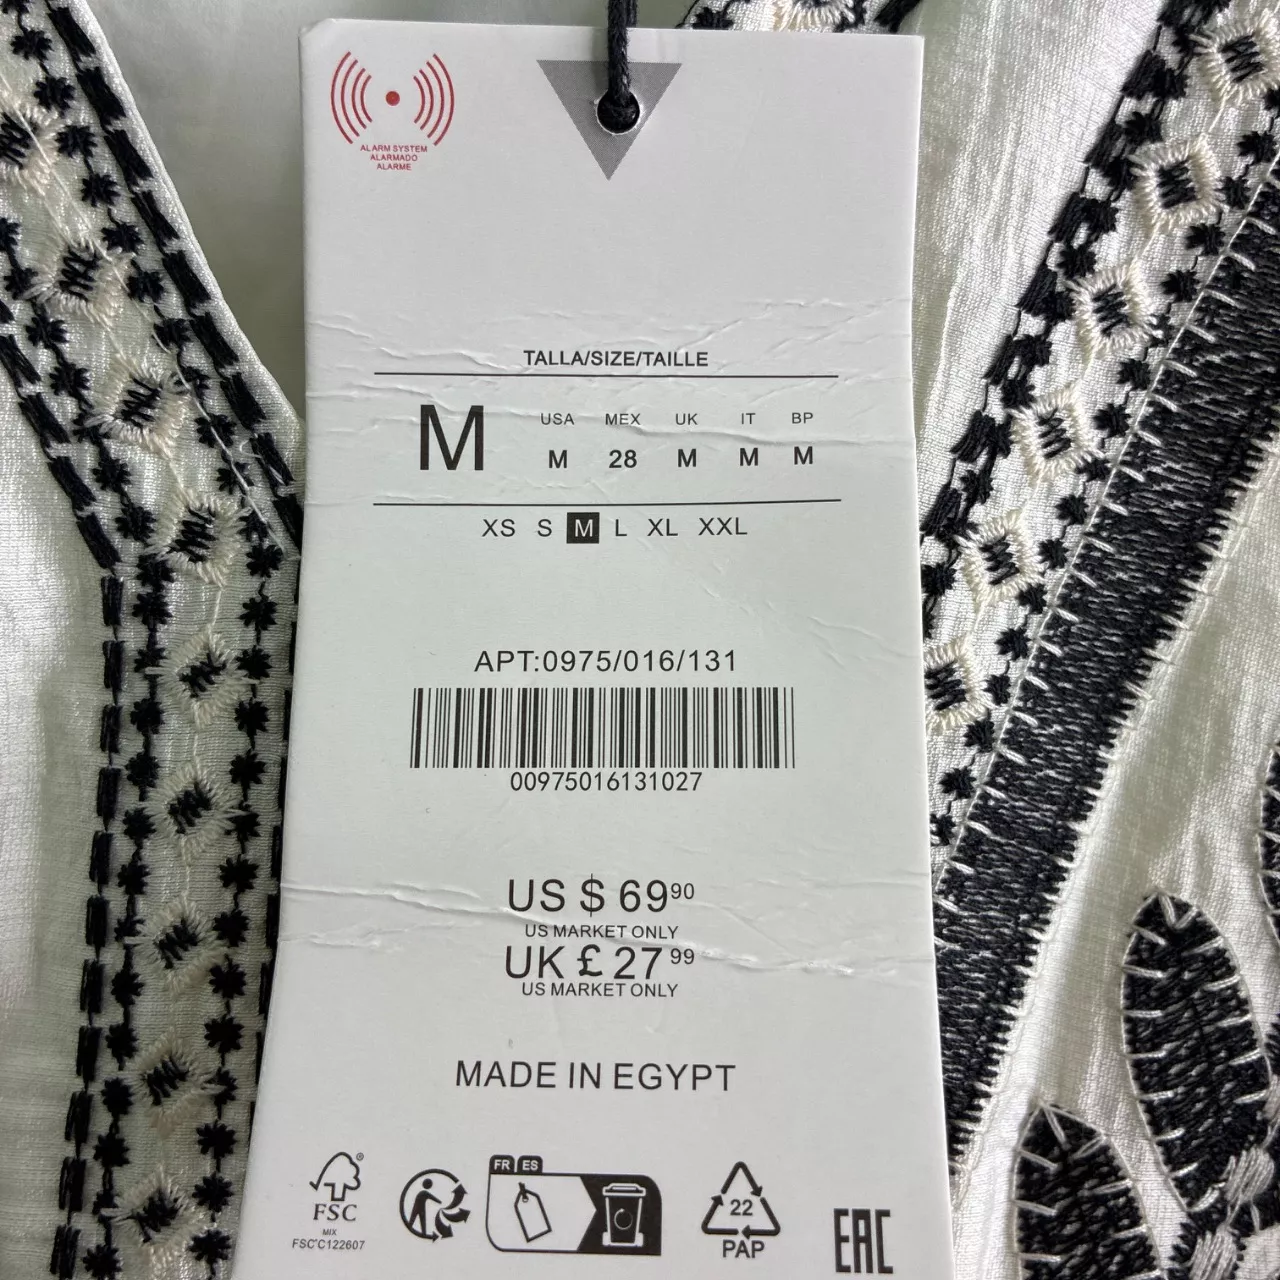 ALARM SYSTEM
ALARMADO
ALARME
TALLA/SIZE/TAILLE
M
USA MEX UK IT BP
M 28 M M M
XS S M L XL XXL
APT:0975/016/131
00975016131027
US $ 69 90
US MARKET ONLY
UK £ 27 99
US MARKET ONLY
MADE IN EGYPT
FR ES
®
FSC
MIX
FSC°C122607
22
PAP
EAC